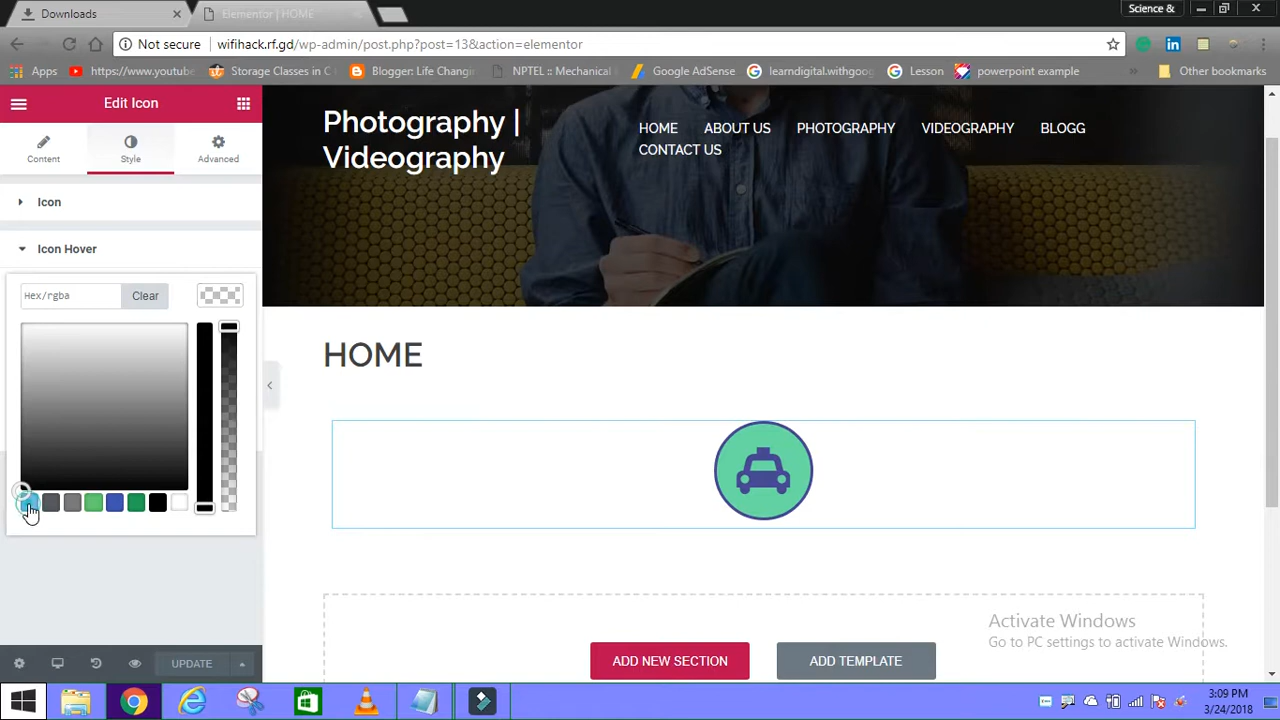 Downloads
Elementor | HOME
Science &
Not secure
wifihack.rf.gd/wp-admin/post.php?post=13&action=elementor
Apps
https://www.youtube
Storage Classes in C
Blogger: Life Changin
NPTEL :: Mechanical
Google AdSense
learndigital.withgoog
Lesson
powerpoint example
Other bookmarks
Edit Icon
Content
Style
Advanced
Icon
Icon Hover
Hex/rgba
Clear
UPDATE
Photography |
Videography
HOME
ABOUT US
PHOTOGRAPHY
VIDEOGRAPHY
BLOGG
CONTACT US
HOME
ADD NEW SECTION
ADD TEMPLATE
Activate Windows
Go to PC settings to activate Windows.
3:09 PM
3/24/2018